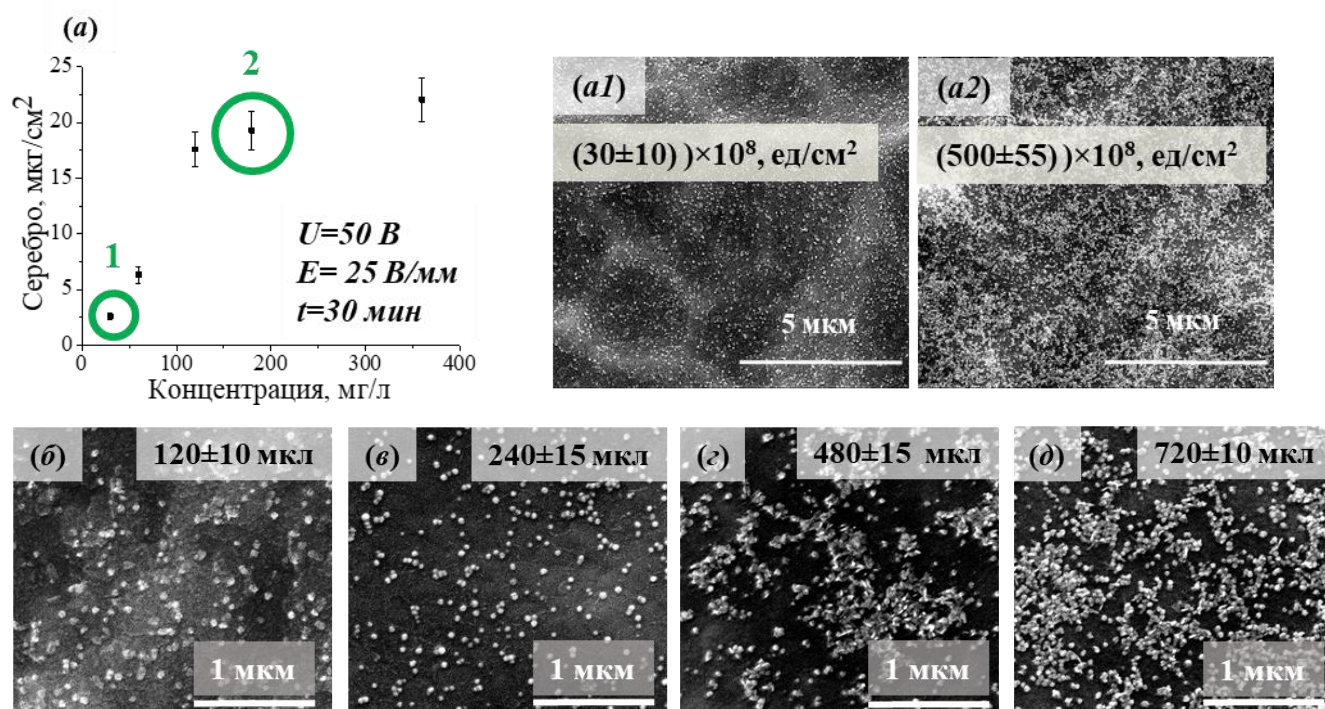 (а)
1
2
25
20
15
10
5
0
0
100
200
300
400
Серебро, мкг/см²
Концентрация, мг/л
U=50 В
E= 25 В/мм
t=30 мин
(а1)
(30±10) )×10⁸, ед/см²
5 мкм
(а2)
(500±55) )×10⁸, ед/см²
5 мкм
(б)
120±10 мкл
1 мкм
(в)
240±15 мкл
1 мкм
(г)
480±15 мкл
1 мкм
(д)
720±10 мкл
1 мкм